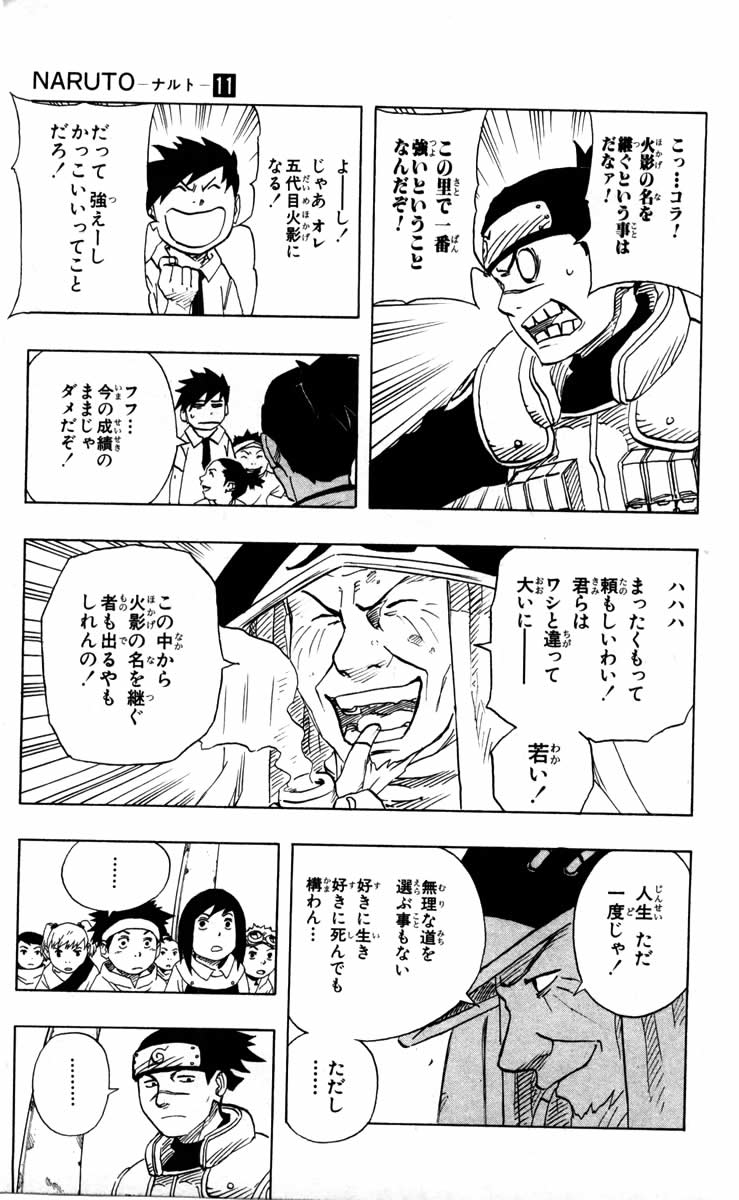 NARUTO―ナルト―11
こっ…コラ!
火影の名を
継ぐという事は
だなァ!
この里で一番
強いということ
なんだぞ!
よーーし!
じゃあ オレ
五代目火影に
なる!
だって 強ぇーし
かっこいいってこと
だろ!
フフ…
今の成績の
ままじゃ
ダメだぞ!
ハハハ
まったくもって
頼もしいわい!
君らは
ワシと違って
大いに――
若い!
この中から
火影の名を継ぐ
者も出るやも
しれんの!
人生 ただ
一度じゃ!
無理な道を
選ぶ事もない
好きに生き
好きに死んでも
構わん…
ただし
……
……
……